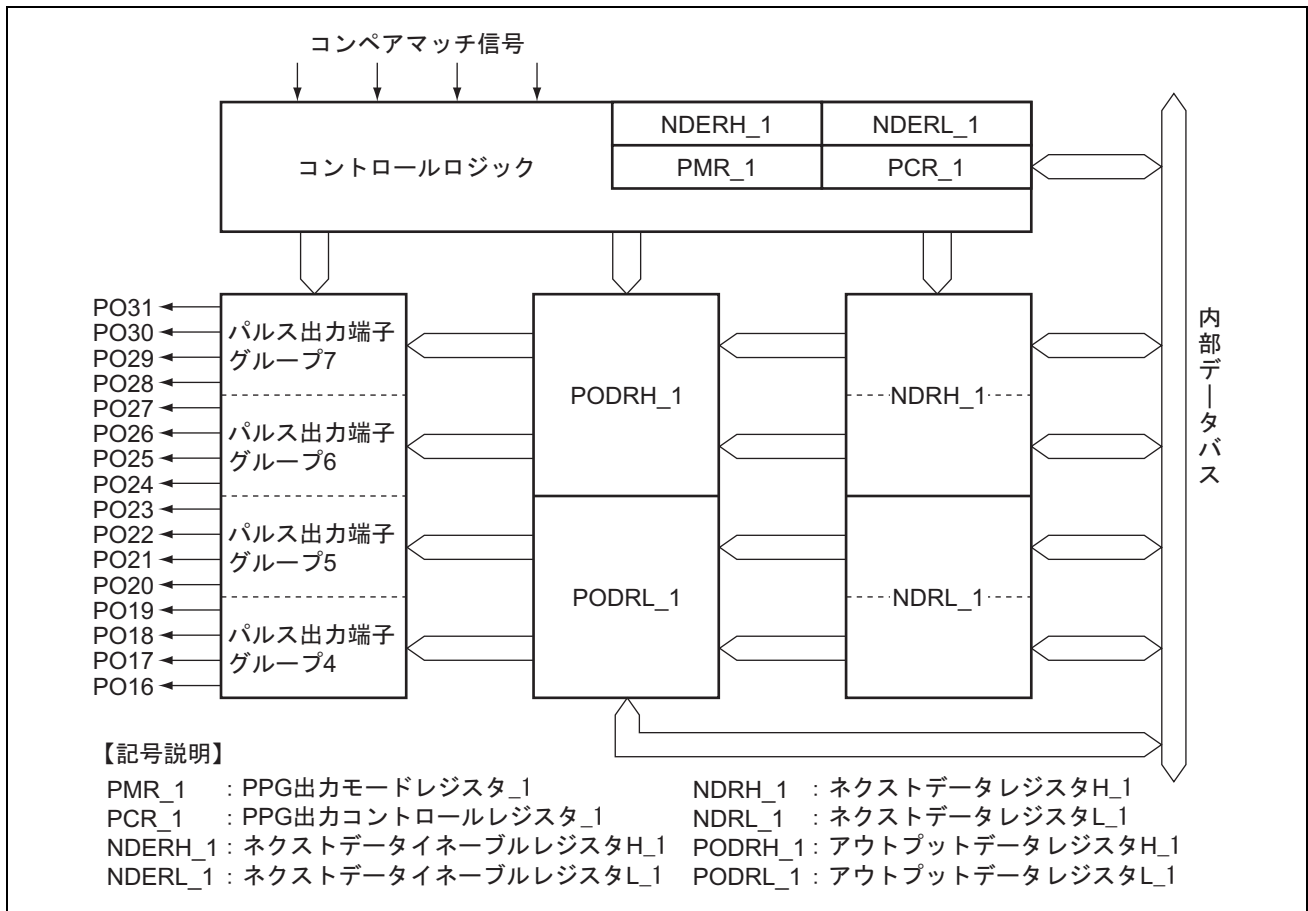 コンペアマッチ信号
コントロールロジック
NDERH_1
NDERL_1
PMR_1
PCR_1
PO31
PO30
PO29
PO28
PO27
PO26
PO25
PO24
PO23
PO22
PO21
PO20
PO19
PO18
PO17
PO16
パルス出力端子
グループ7
パルス出力端子
グループ6
パルス出力端子
グループ5
パルス出力端子
グループ4
PODRH_1
PODRL_1
NDRH_1
NDRL_1
内部データバス
【記号説明】
PMR_1 : PPG出力モードレジスタ_1
PCR_1 : PPG出力コントロールレジスタ_1
NDERH_1 : ネクストデータイネーブルレジスタH_1
NDERL_1 : ネクストデータイネーブルレジスタL_1
NDRH_1 : ネクストデータレジスタH_1
NDRL_1 : ネクストデータレジスタL_1
PODRH_1 : アウトプットデータレジスタH_1
PODRL_1 : アウトプットデータレジスタL_1